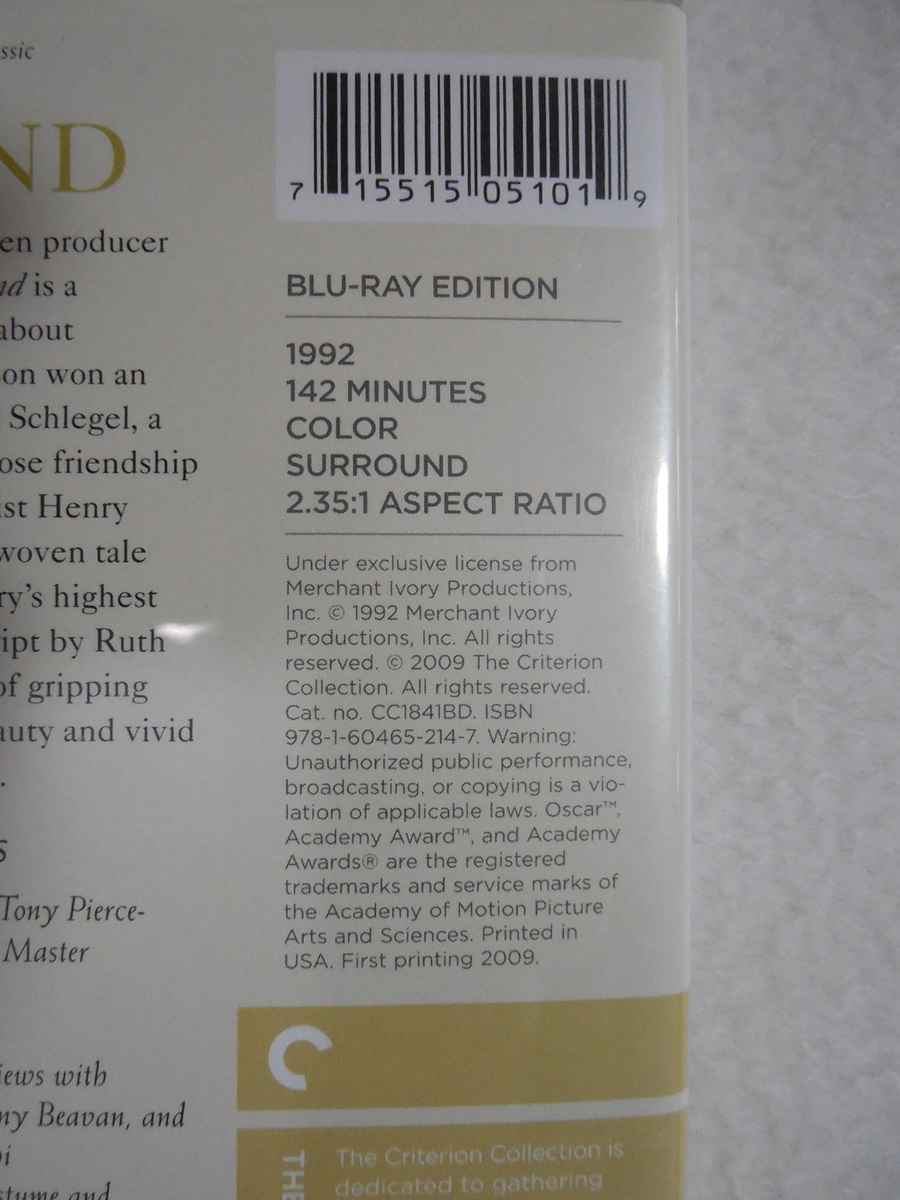 ssic
ND
en producer
nd is a
about
on won an
Schlegel, a
ose friendship
ist Henry
woven tale
ry's highest
ipt by Ruth
of gripping
auty and vivid
.
S
Tony Pierce-
Master
iews with
ny Beavan, and
oi
stume and
7 15515 05101 9
BLU-RAY EDITION
1992
142 MINUTES
COLOR
SURROUND
2.35:1 ASPECT RATIO
Under exclusive license from
Merchant Ivory Productions,
Inc. © 1992 Merchant Ivory
Productions, Inc. All rights
reserved. © 2009 The Criterion
Collection. All rights reserved.
Cat. no. CC1841BD. ISBN
978-1-60465-214-7. Warning:
Unauthorized public performance,
broadcasting, or copying is a vio-
lation of applicable laws. Oscar™,
Academy Award™, and Academy
Awards® are the registered
trademarks and service marks of
the Academy of Motion Picture
Arts and Sciences. Printed in
USA. First printing 2009.
THE
The Criterion Collection is
dedicated to gathering